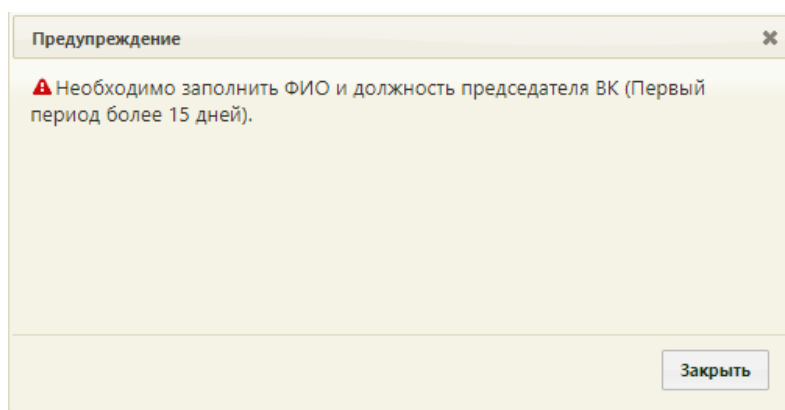 Предупреждение
Необходимо заполнить ФИО и должность председателя ВК (Первый
период более 15 дней).
Закрыть